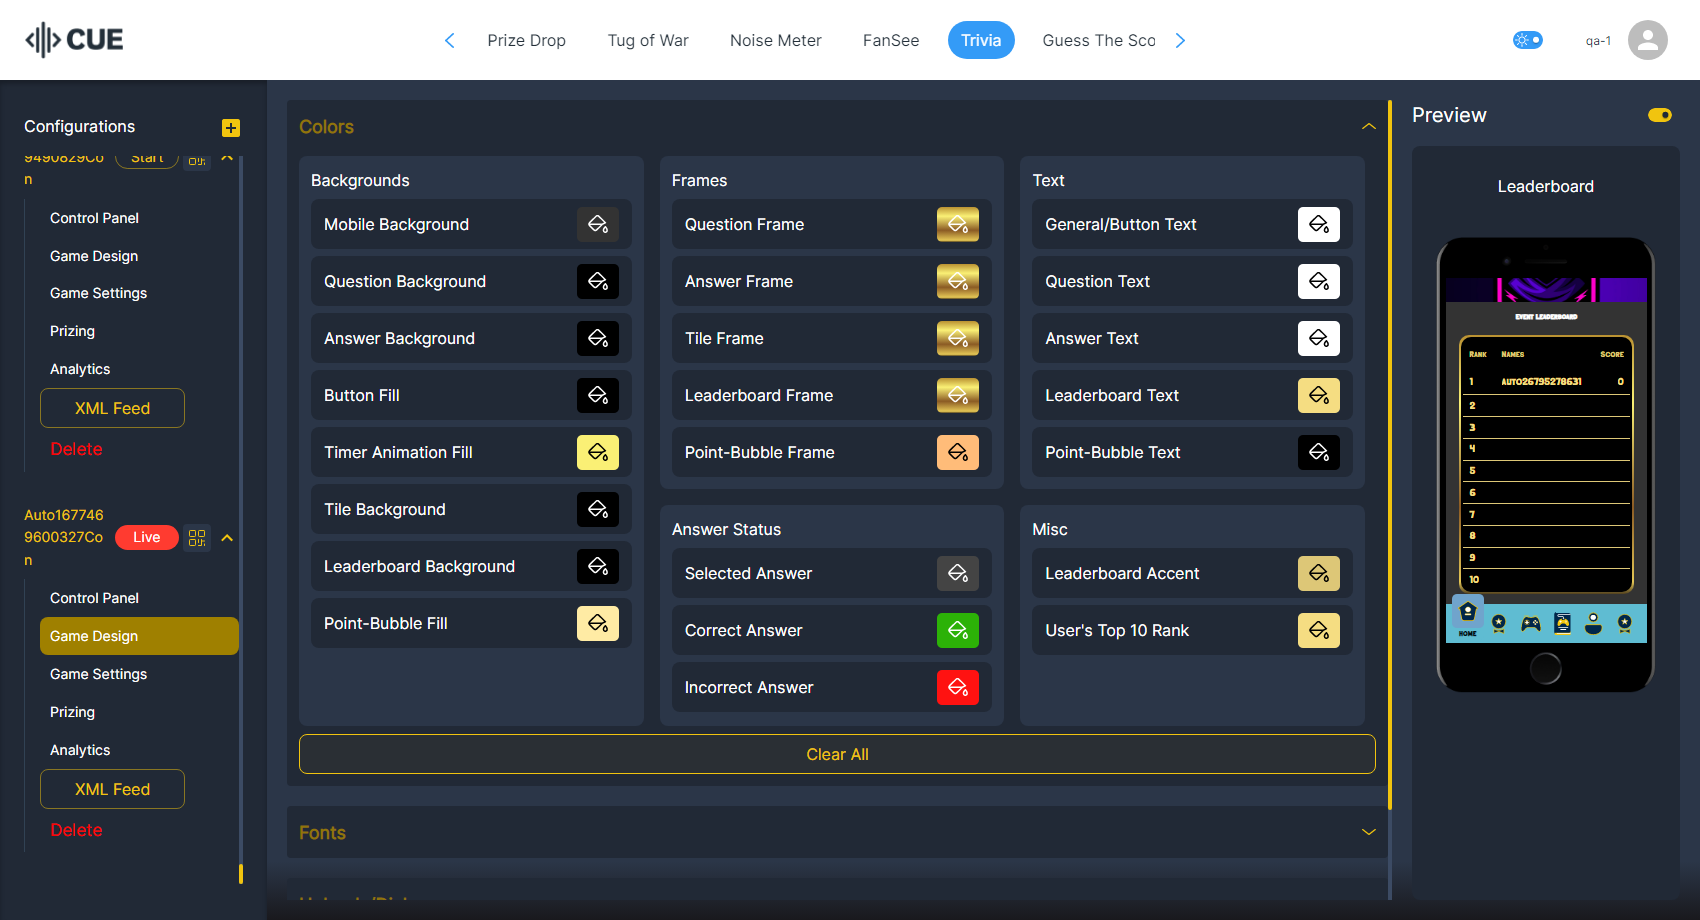 CUE
Prize Drop
Tug of War
Noise Meter
FanSee
Trivia
Guess The Sco
qa-1
Configurations
9490829Co
n
Start
Control Panel
Game Design
Game Settings
Prizing
Analytics
XML Feed
Delete
Auto167746
9600327Co
n
Live
Control Panel
Game Design
Game Settings
Prizing
Analytics
XML Feed
Delete
Colors
Backgrounds
Mobile Background
Question Background
Answer Background
Button Fill
Timer Animation Fill
Tile Background
Leaderboard Background
Point-Bubble Fill
Frames
Question Frame
Answer Frame
Tile Frame
Leaderboard Frame
Point-Bubble Frame
Text
General/Button Text
Question Text
Answer Text
Leaderboard Text
Point-Bubble Text
Answer Status
Selected Answer
Correct Answer
Incorrect Answer
Misc
Leaderboard Accent
User's Top 10 Rank
Clear All
Fonts
Preview
Leaderboard
EVENT LEADERBOARD
RANK NAMES SCORE
1 AUTO26795278631 0
2
3
4
5
6
7
8
9
10
HOME